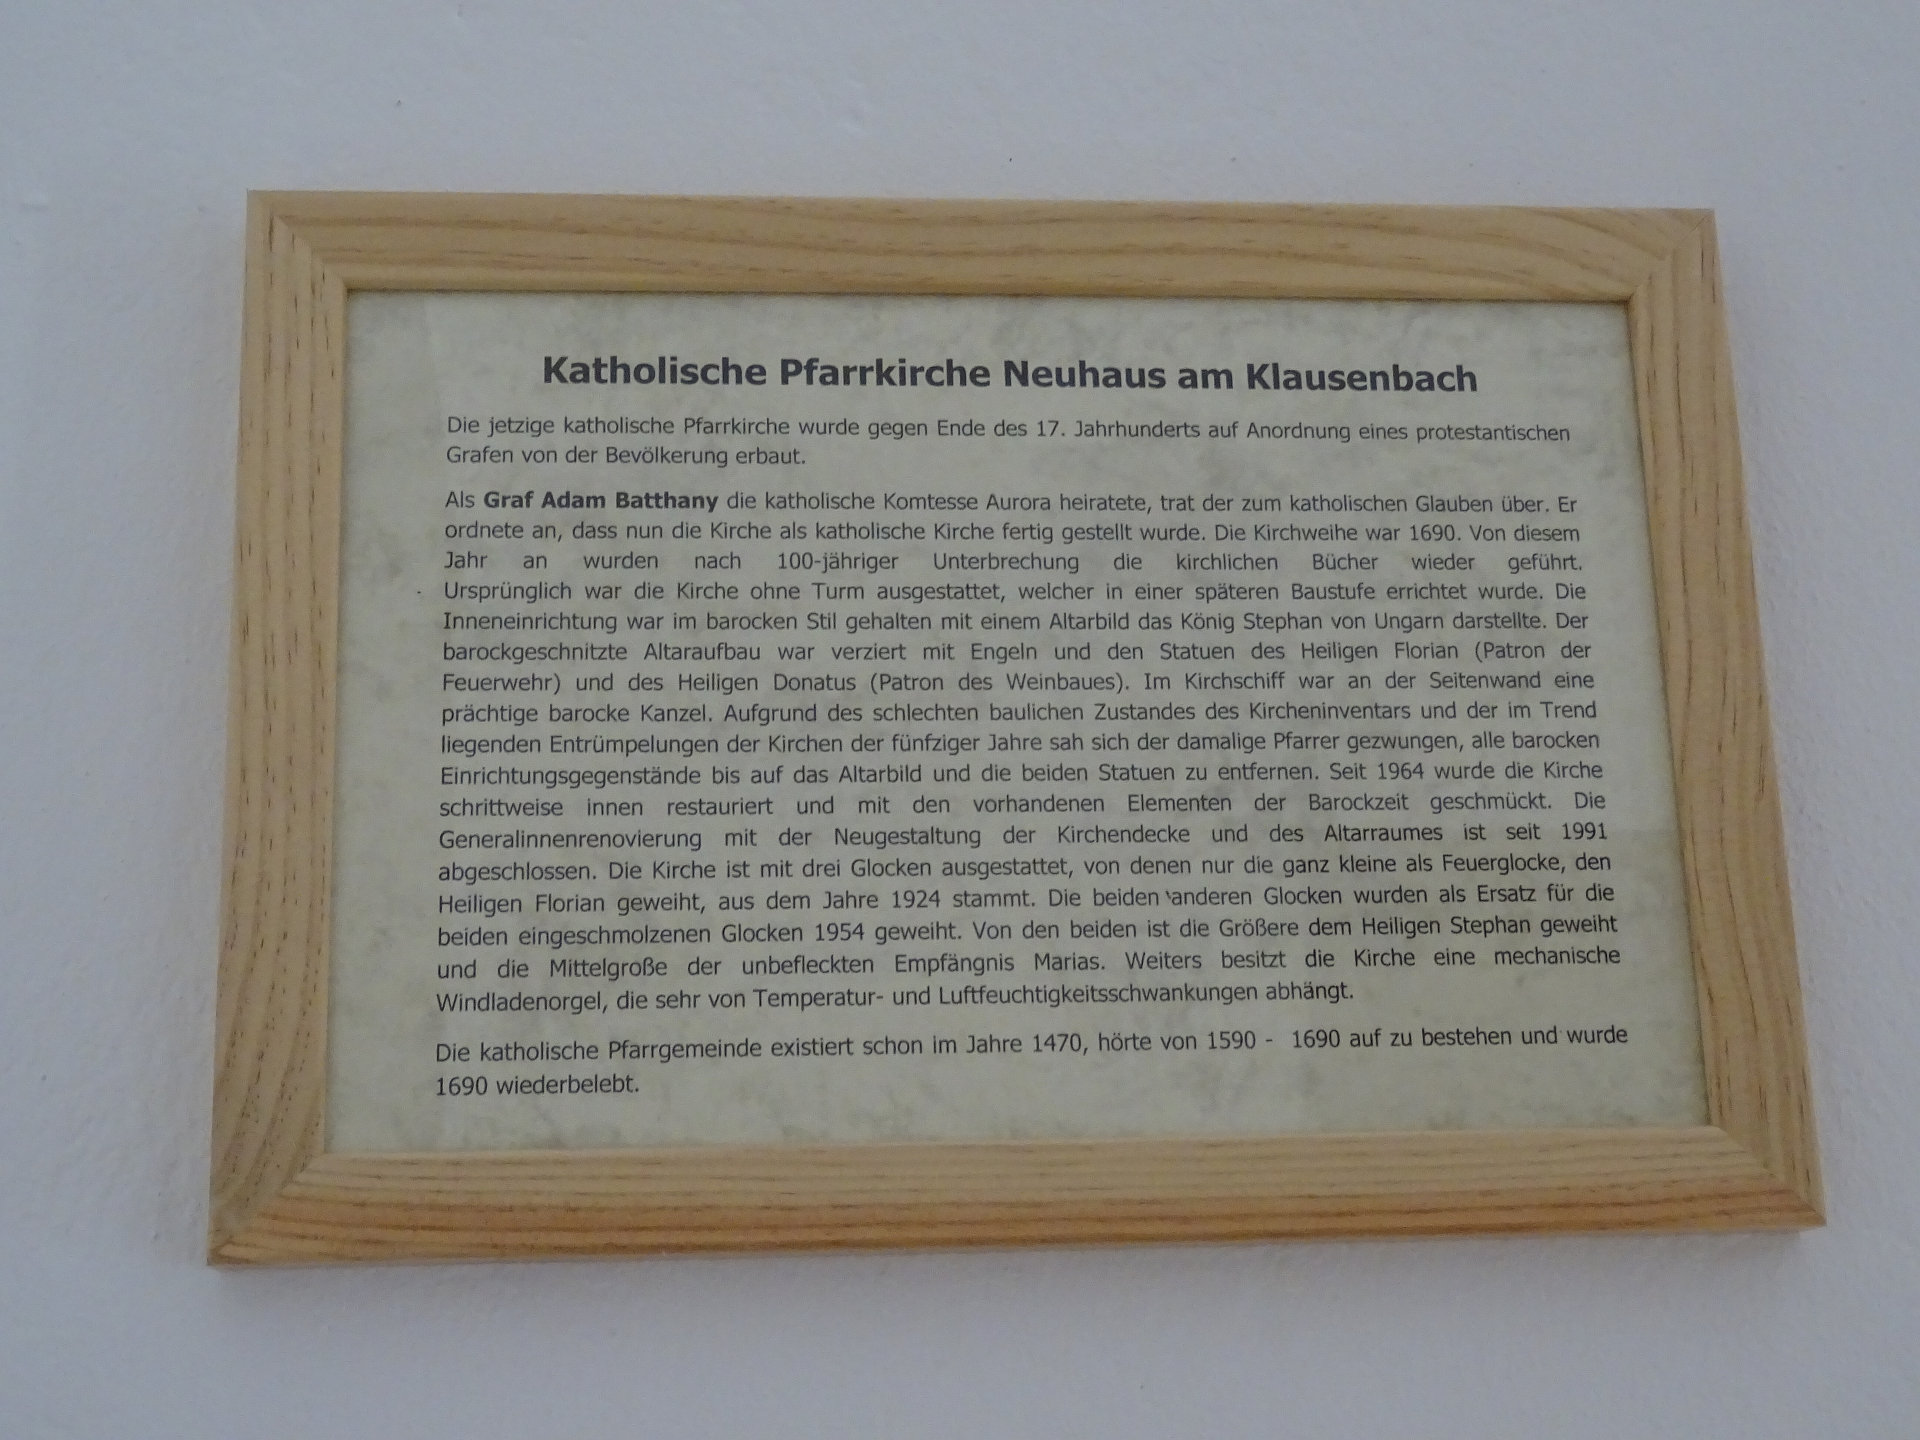 Katholische Pfarrkirche Neuhaus am Klausenbach
Die jetzige katholische Pfarrkirche wurde gegen Ende des 17. Jahrhunderts auf Anordnung eines protestantischen
Grafen von der Bevölkerung erbaut.
Als Graf Adam Batthany die katholische Komtesse Aurora heiratete, trat der zum katholischen Glauben über. Er
ordnete an, dass nun die Kirche als katholische Kirche fertig gestellt wurde. Die Kirchweihe war 1690. Von diesem
Jahr an wurden nach 100-jähriger Unterbrechung die kirchlichen Bücher wieder geführt.
Ursprünglich war die Kirche ohne Turm ausgestattet, welcher in einer späteren Baustufe errichtet wurde. Die
Inneneinrichtung war im barocken Stil gehalten mit einem Altarbild das König Stephan von Ungarn darstellte. Der
barockgeschnitzte Altaraufbau war verziert mit Engeln und den Statuen des Heiligen Florian (Patron der
Feuerwehr) und des Heiligen Donatus (Patron des Weinbaues). Im Kirchschiff war an der Seitenwand eine
prächtige barocke Kanzel. Aufgrund des schlechten baulichen Zustandes des Kircheninventars und der im Trend
liegenden Entrümpelungen der Kirchen der fünfziger Jahre sah sich der damalige Pfarrer gezwungen, alle barocken
Einrichtungsgegenstände bis auf das Altarbild und die beiden Statuen zu entfernen. Seit 1964 wurde die Kirche
schrittweise innen restauriert und mit den vorhandenen Elementen der Barockzeit geschmückt. Die
Generalinnenrenovierung mit der Neugestaltung der Kirchendecke und des Altarraumes ist seit 1991
abgeschlossen. Die Kirche ist mit drei Glocken ausgestattet, von denen nur die ganz kleine als Feuerglocke, den
Heiligen Florian geweiht, aus dem Jahre 1924 stammt. Die beiden anderen Glocken wurden als Ersatz für die
beiden eingeschmolzenen Glocken 1954 geweiht. Von den beiden ist die Größere dem Heiligen Stephan geweiht
und die Mittelgroße der unbefleckten Empfängnis Marias. Weiters besitzt die Kirche eine mechanische
Windladenorgel, die sehr von Temperatur- und Luftfeuchtigkeitsschwankungen abhängt.
Die katholische Pfarrgemeinde existiert schon im Jahre 1470, hörte von 1590 - 1690 auf zu bestehen und wurde
1690 wiederbelebt.